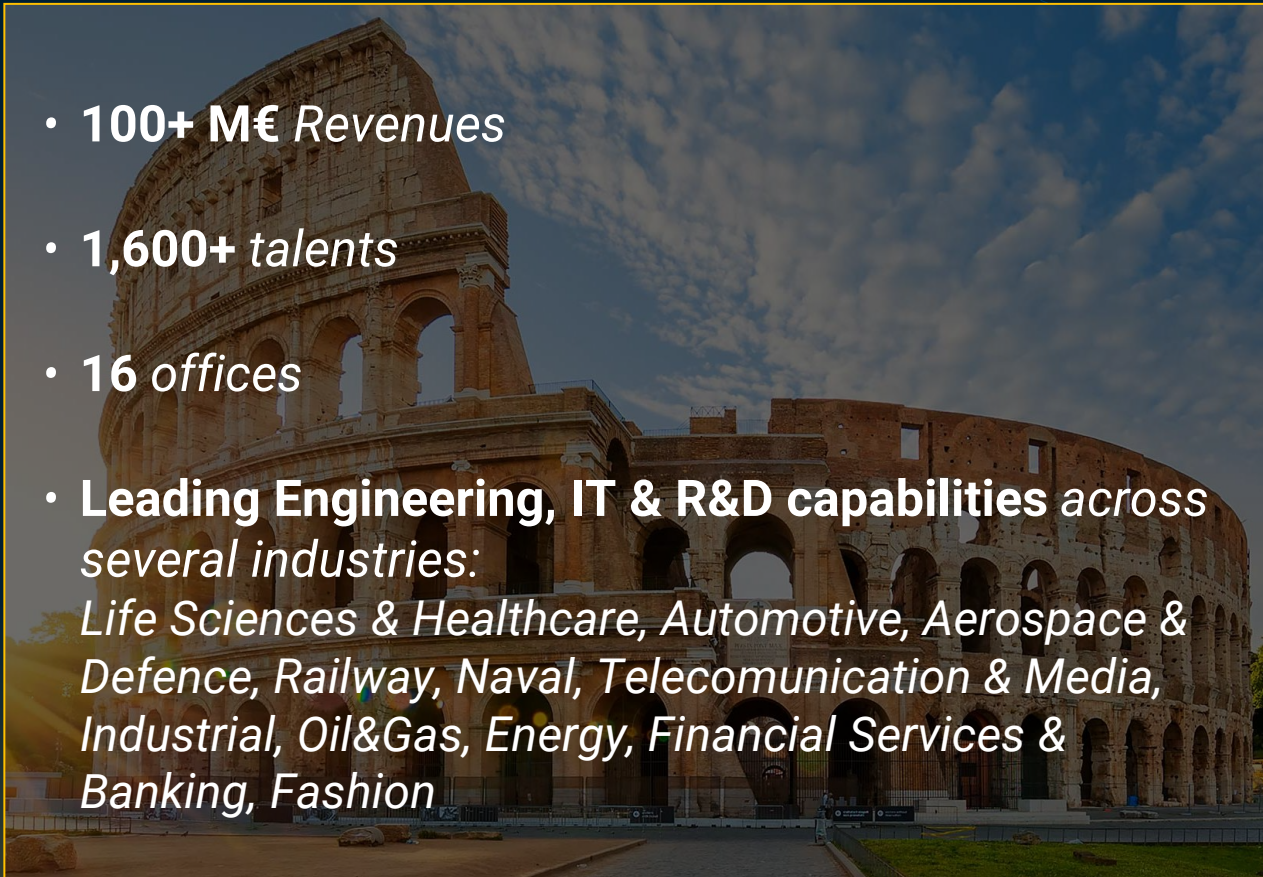 • 100+ M€ Revenues
• 1,600+ talents
• 16 offices
• Leading Engineering, IT & R&D capabilities across
several industries:
Life Sciences & Healthcare, Automotive, Aerospace &
Defence, Railway, Naval, Telecomunication & Media,
Industrial, Oil&Gas, Energy, Financial Services &
Banking, Fashion